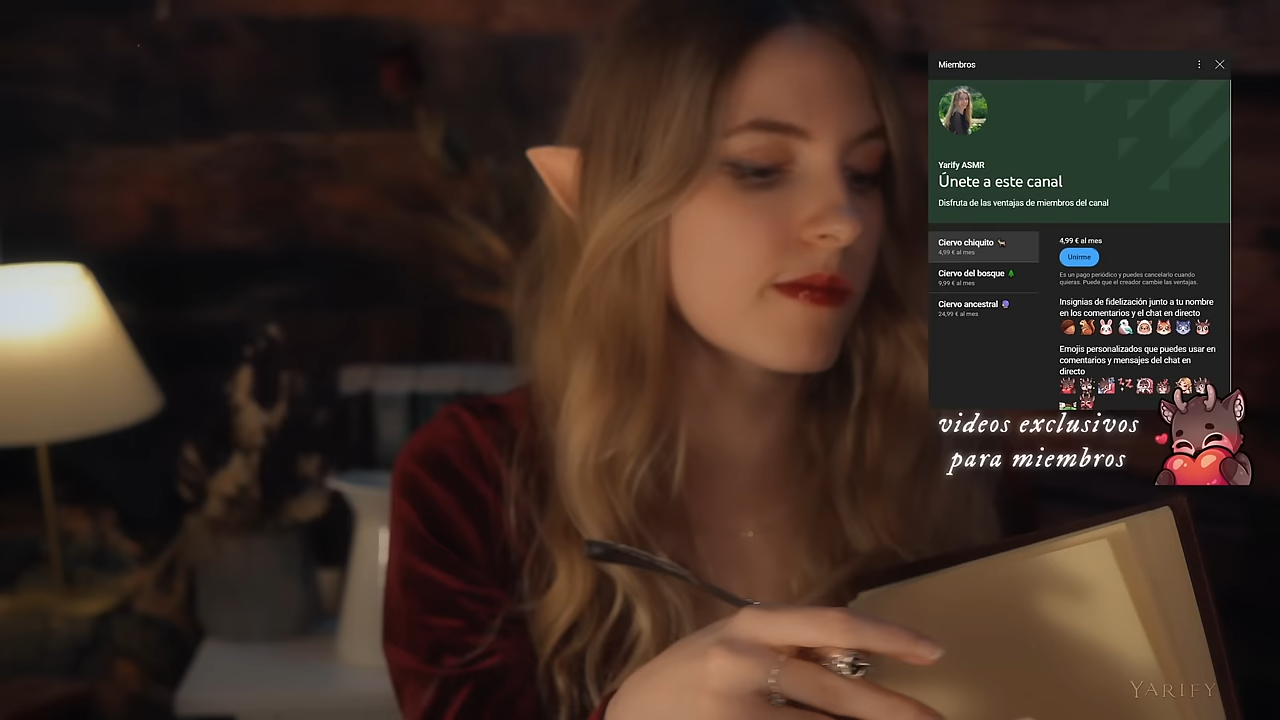 Miembros
Yarify ASMR
Únete a este canal
Disfruta de las ventajas de miembros del canal
Ciervo chiquito
4,99 € al mes
Ciervo del bosque
9,99 € al mes
Ciervo ancestral
24,99 € al mes
4,99 € al mes
Unirme
Es un pago periódico y puedes cancelarlo cuando
quieras. Puede que el creador cambie las ventajas.
Insignias de fidelización junto a tu nombre
en los comentarios y el chat en directo
Emojis personalizados que puedes usar en
comentarios y mensajes del chat en
directo
videos exclusivos
para miembros
YARIFY